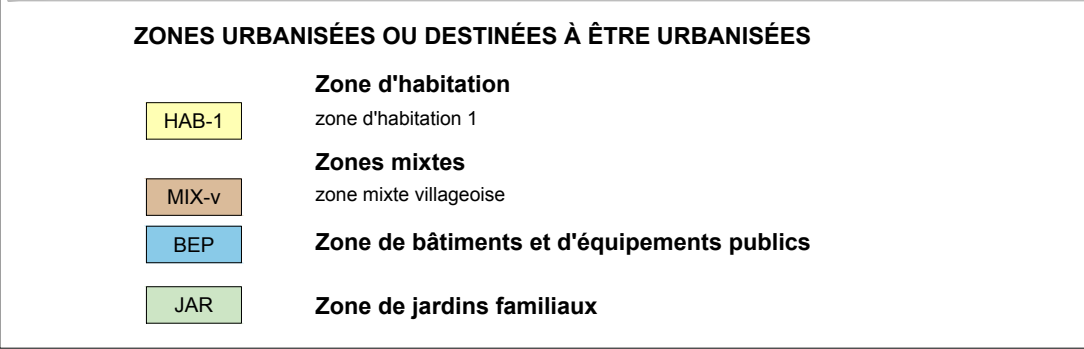 ZONES URBANISÉES OU DESTINÉES À ÊTRE URBANISÉES
Zone d'habitation
HAB-1 zone d'habitation 1
Zones mixtes
MIX-v zone mixte villageoise
BEP Zone de bâtiments et d'équipements publics
JAR Zone de jardins familiaux